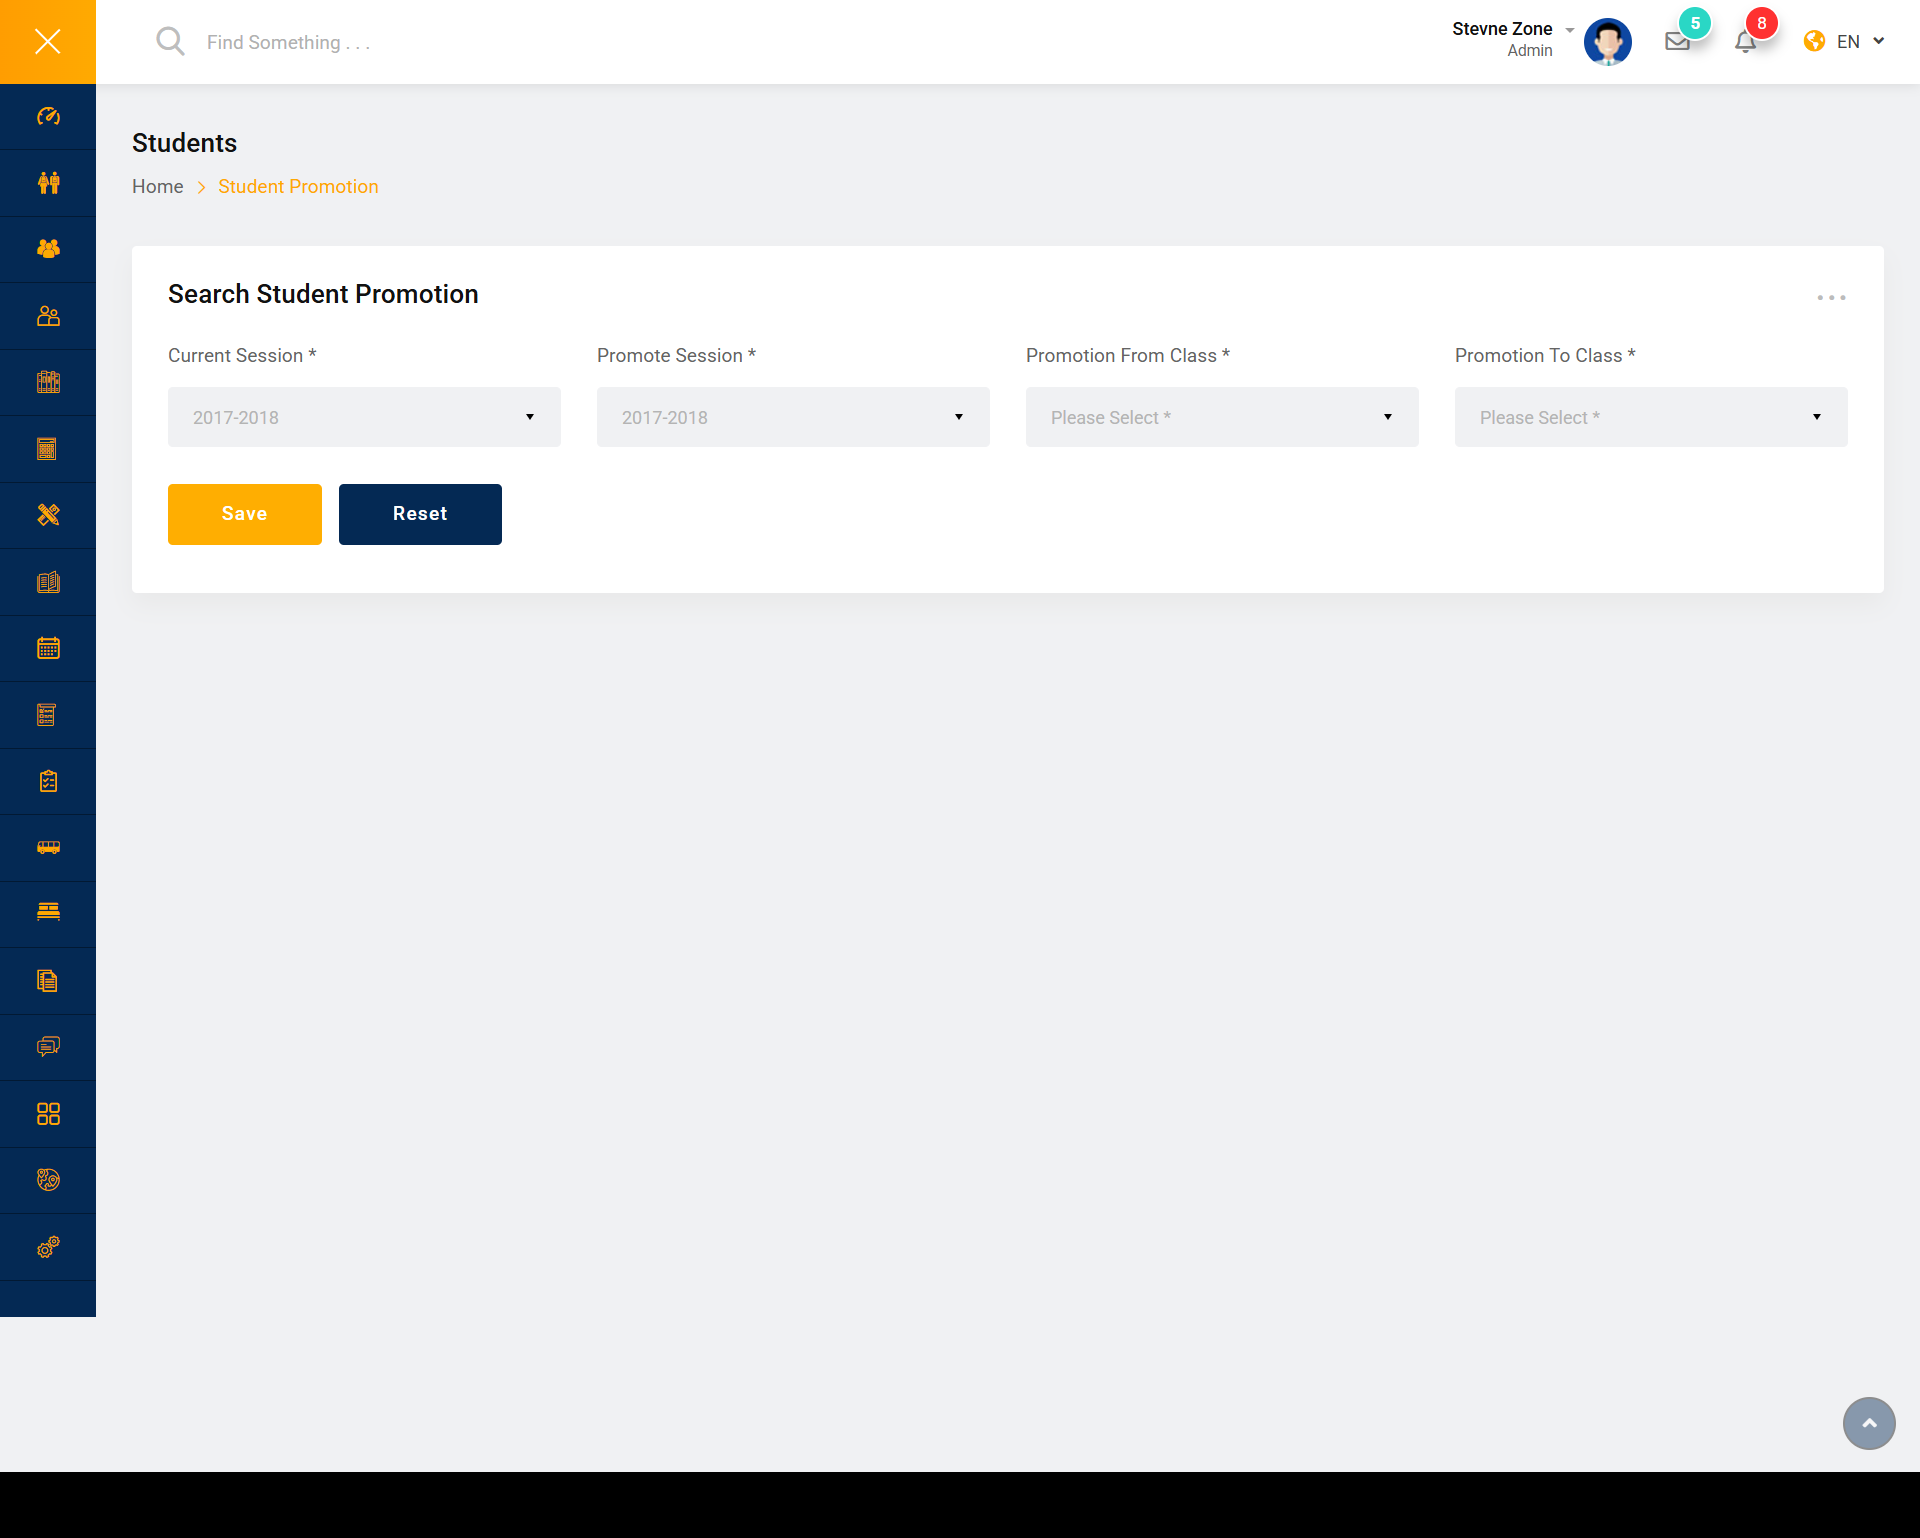 Find Something . . .
Stevne Zone
Admin
5
8
EN
Students
Home
Student Promotion
Search Student Promotion
Current Session *
Promote Session *
Promotion From Class *
Promotion To Class *
2017-2018
2017-2018
Please Select *
Please Select *
Save
Reset